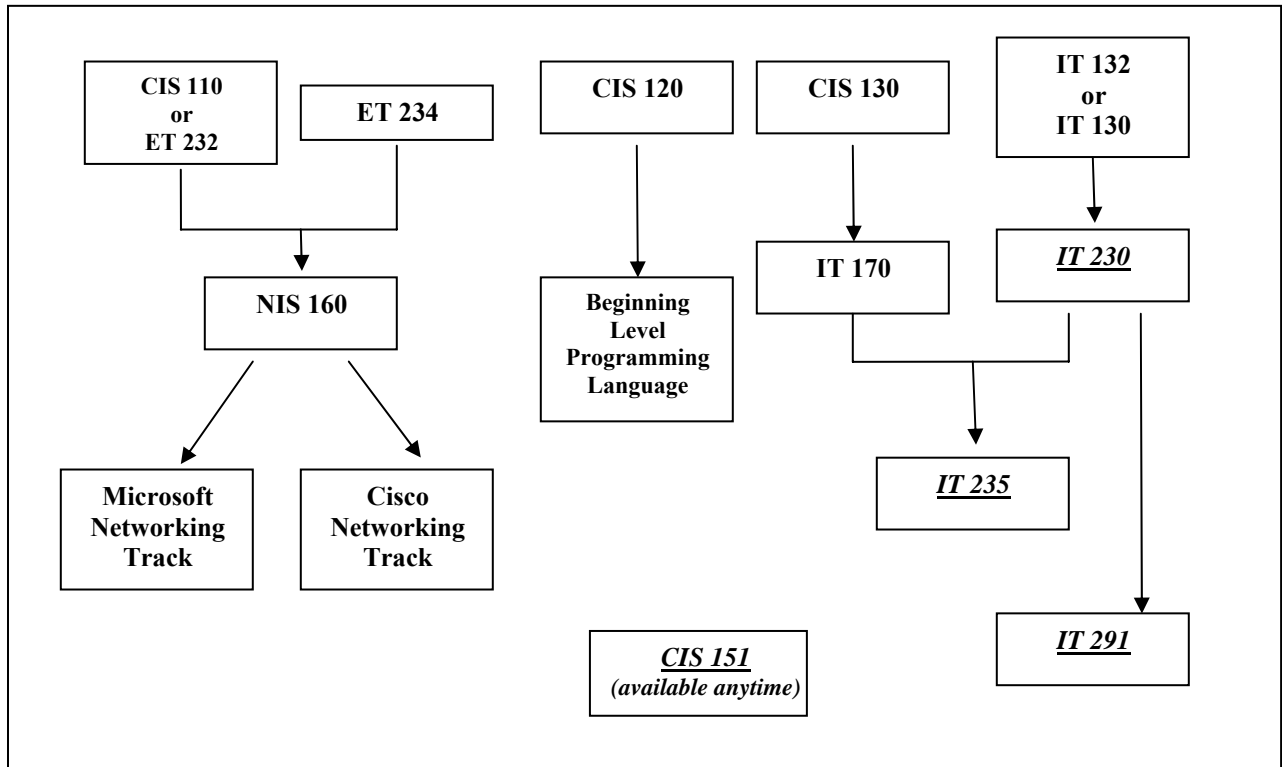 CIS 110
or
ET 232
ET 234
CIS 120
CIS 130
IT 132
or
IT 130
NIS 160
Beginning
Level
Programming
Language
IT 170
IT 230
Microsoft
Networking
Track
Cisco
Networking
Track
IT 235
CIS 151
(available anytime)
IT 291